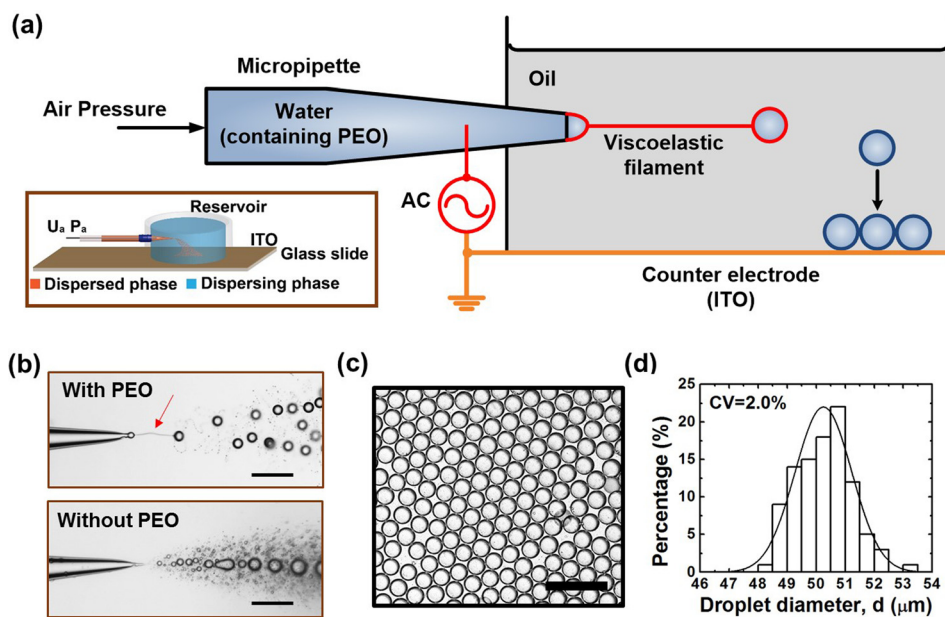 (a)
Micropipette
Air Pressure
Water
(containing PEO)
Oil
Viscoelastic
filament
AC
Counter electrode
(ITO)
Reservoir
Uₐ Pₐ
ITO
Glass slide
Dispersed phase
Dispersing phase
(b)
With PEO
Without PEO
(c)
(d)
CV=2.0%
Percentage (%)
25
20
15
10
5
0
46 47 48 49 50 51 52 53 54
Droplet diameter, d (μm)